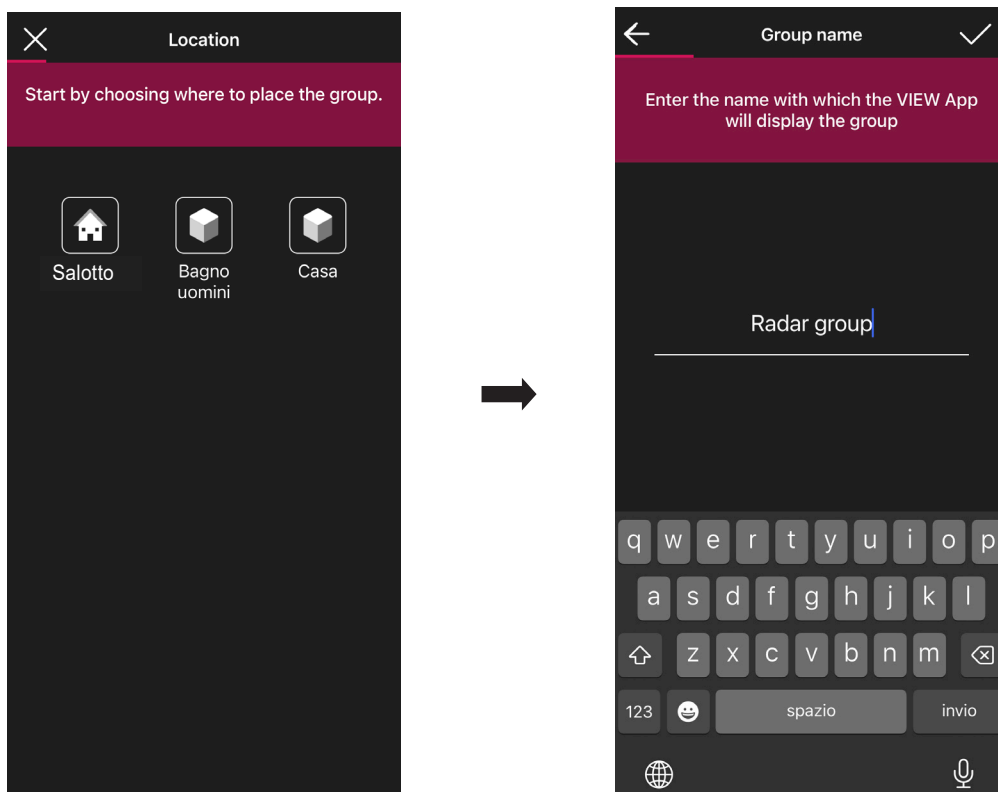 Location
Start by choosing where to place the group.
Salotto
Bagno
uomini
Casa
Group name
Enter the name with which the VIEW App
will display the group
Radar group
q w e r t y u i o p
a s d f g h j k l
z x c v b n m
123 spazio invio